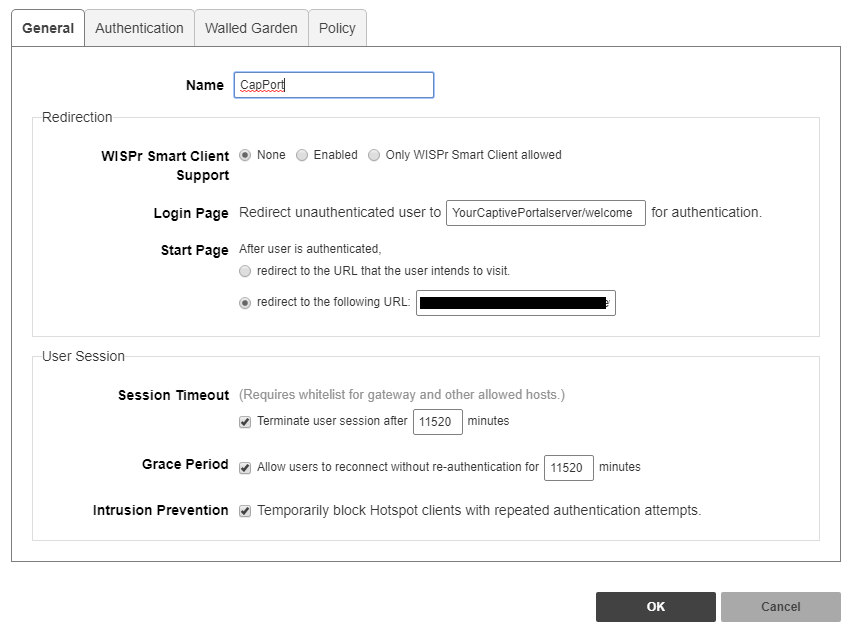 General Authentication Walled Garden Policy
Name CapPort
Redirection
WISPr Smart Client Support None Enabled Only WISPr Smart Client allowed
Login Page Redirect unauthenticated user to YourCaptivePortalserver/welcome for authentication.
Start Page After user is authenticated,
redirect to the URL that the user intends to visit.
redirect to the following URL:
User Session
Session Timeout (Requires whitelist for gateway and other allowed hosts.)
Terminate user session after 11520 minutes
Grace Period Allow users to reconnect without re-authentication for 11520 minutes
Intrusion Prevention Temporarily block Hotspot clients with repeated authentication attempts.
OK Cancel